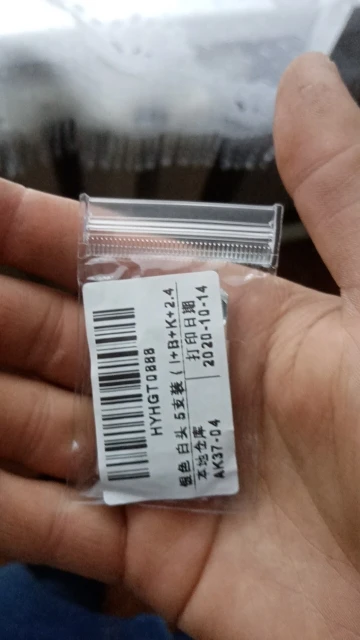 HYHGT0888
银色 白头 5支装 ( I+B+K+2.4
本地仓库 打印日期
AK37-04 2020-10-14